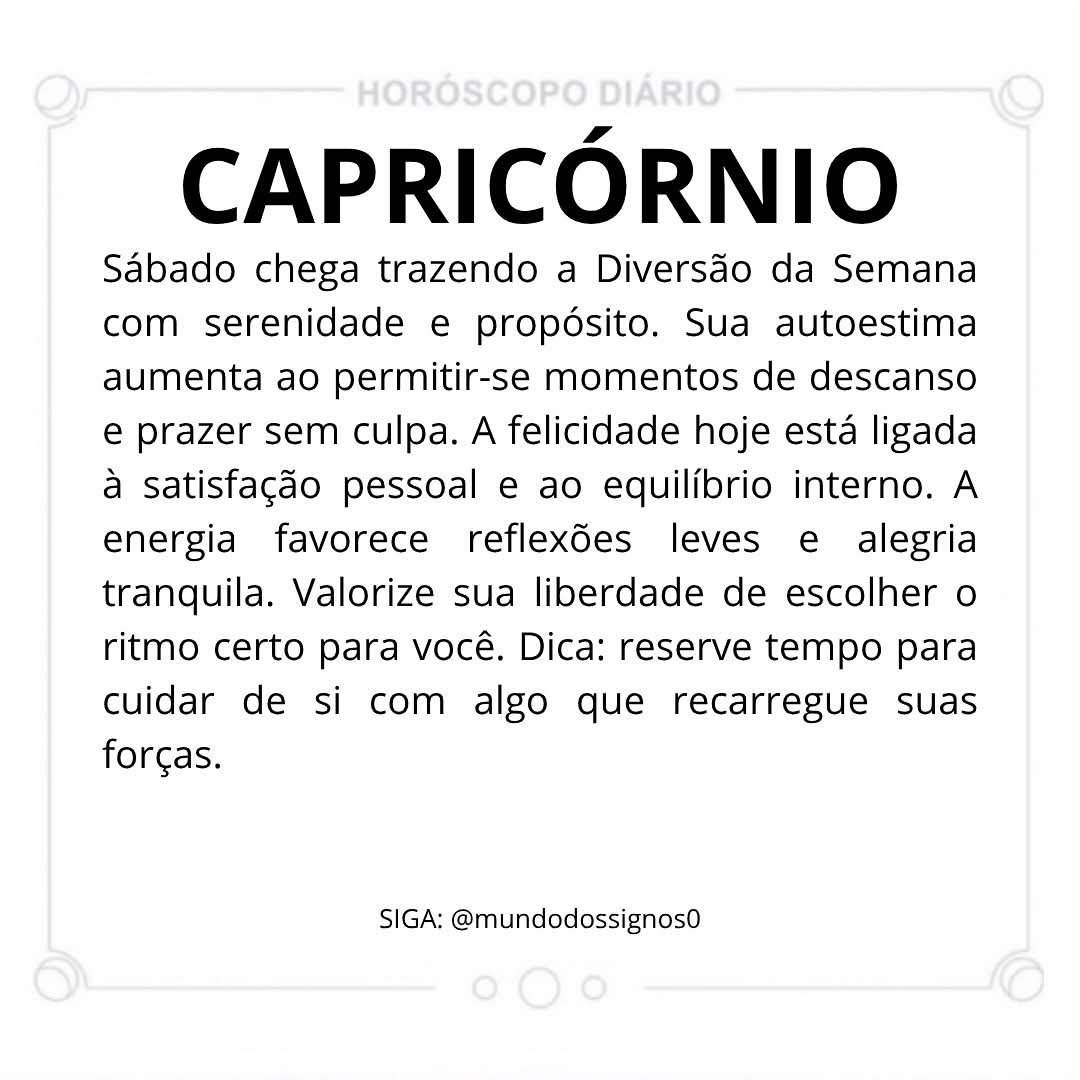 HORÓSCOPO DIÁRIO
CAPRICÓRNIO
Sábado chega trazendo a Diversão da Semana
com serenidade e propósito. Sua autoestima
aumenta ao permitir-se momentos de descanso
e prazer sem culpa. A felicidade hoje está ligada
à satisfação pessoal e ao equilíbrio interno. A
energia favorece reflexões leves e alegria
tranquila. Valorize sua liberdade de escolher o
ritmo certo para você. Dica: reserve tempo para
cuidar de si com algo que recarregue suas
forças.
SIGA: @mundodossignos0